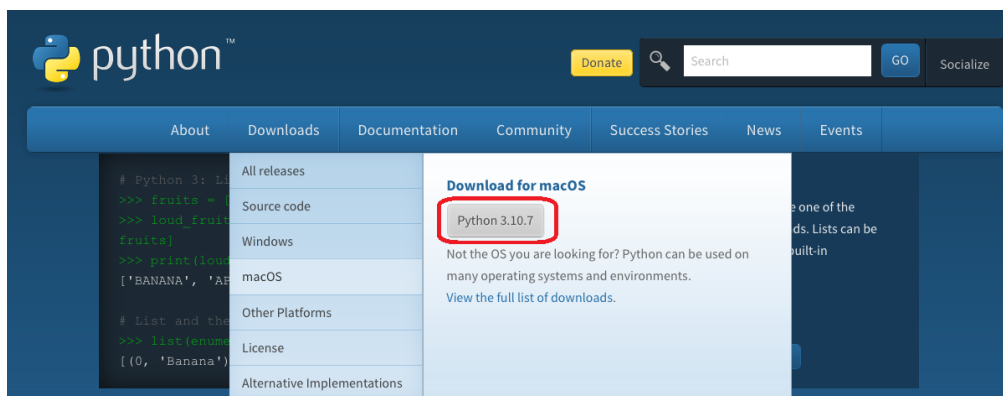 python™
Donate
Search
GO
Socialize
About Downloads Documentation Community Success Stories News Events
# Python 3: Li
>>> fruits = [
>>> loud_fruit
fruits]
>>> print(loud
['BANANA', 'AP
# List and the
>>> list(enume
[(0, 'Banana')
All releases
Source code
Windows
macOS
Other Platforms
License
Alternative Implementations
Download for macOS
Python 3.10.7
Not the OS you are looking for? Python can be used on
many operating systems and environments.
View the full list of downloads.
one of the
ds. Lists can be
built-in